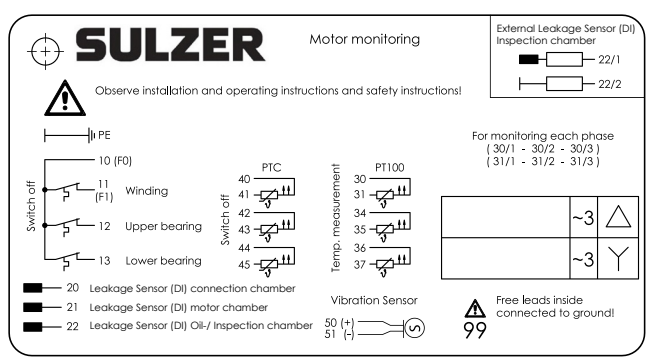 SULZER
Motor monitoring
External Leakage Sensor (DI)
Inspection chamber
22/1
22/2
Observe installation and operating instructions and safety instructions!
PE
For monitoring each phase
( 30/1 - 30/2 - 30/3 )
( 31/1 - 31/2 - 31/3 )
Switch off
10 (F0)
11
(F1)
Winding
12 Upper bearing
13 Lower bearing
Switch off
PTC
40
41
42
43
44
45
Temp. measurement
PT100
30
31
34
35
36
37
~3
~3
20 Leakage Sensor (DI) connection chamber
21 Leakage Sensor (DI) motor chamber
22 Leakage Sensor (DI) Oil-/ Inspection chamber
Vibration Sensor
50 (+)
51 (-)
99
Free leads inside
connected to ground!